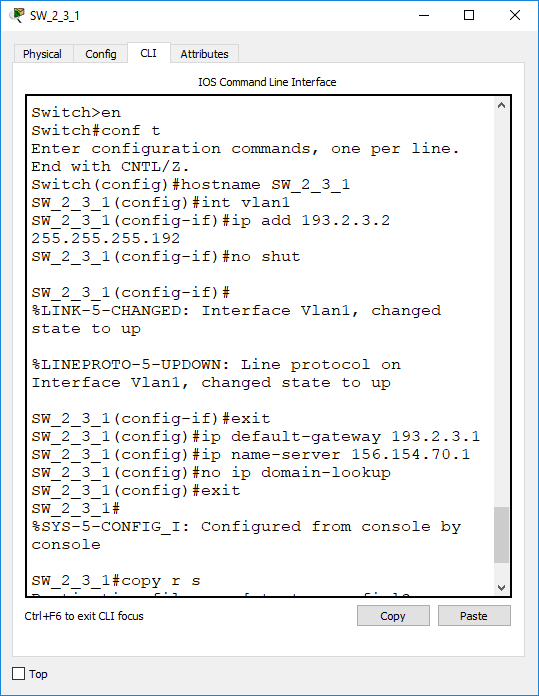 SW_2_3_1
Physical
Config
CLI
Attributes
IOS Command Line Interface
Switch>en
Switch#conf t
Enter configuration commands, one per line.
End with CNTL/Z.
Switch(config)#hostname SW_2_3_1
SW_2_3_1(config)#int vlan1
SW_2_3_1(config-if)#ip add 193.2.3.2
255.255.255.192
SW_2_3_1(config-if)#no shut
SW_2_3_1(config-if)#
%LINK-5-CHANGED: Interface Vlan1, changed
state to up
%LINEPROTO-5-UPDOWN: Line protocol on
Interface Vlan1, changed state to up
SW_2_3_1(config-if)#exit
SW_2_3_1(config)#ip default-gateway 193.2.3.1
SW_2_3_1(config)#ip name-server 156.154.70.1
SW_2_3_1(config)#no ip domain-lookup
SW_2_3_1(config)#exit
SW_2_3_1#
%SYS-5-CONFIG_I: Configured from console by
console
SW_2_3_1#copy r s
Ctrl+F6 to exit CLI focus
Copy
Paste
Top